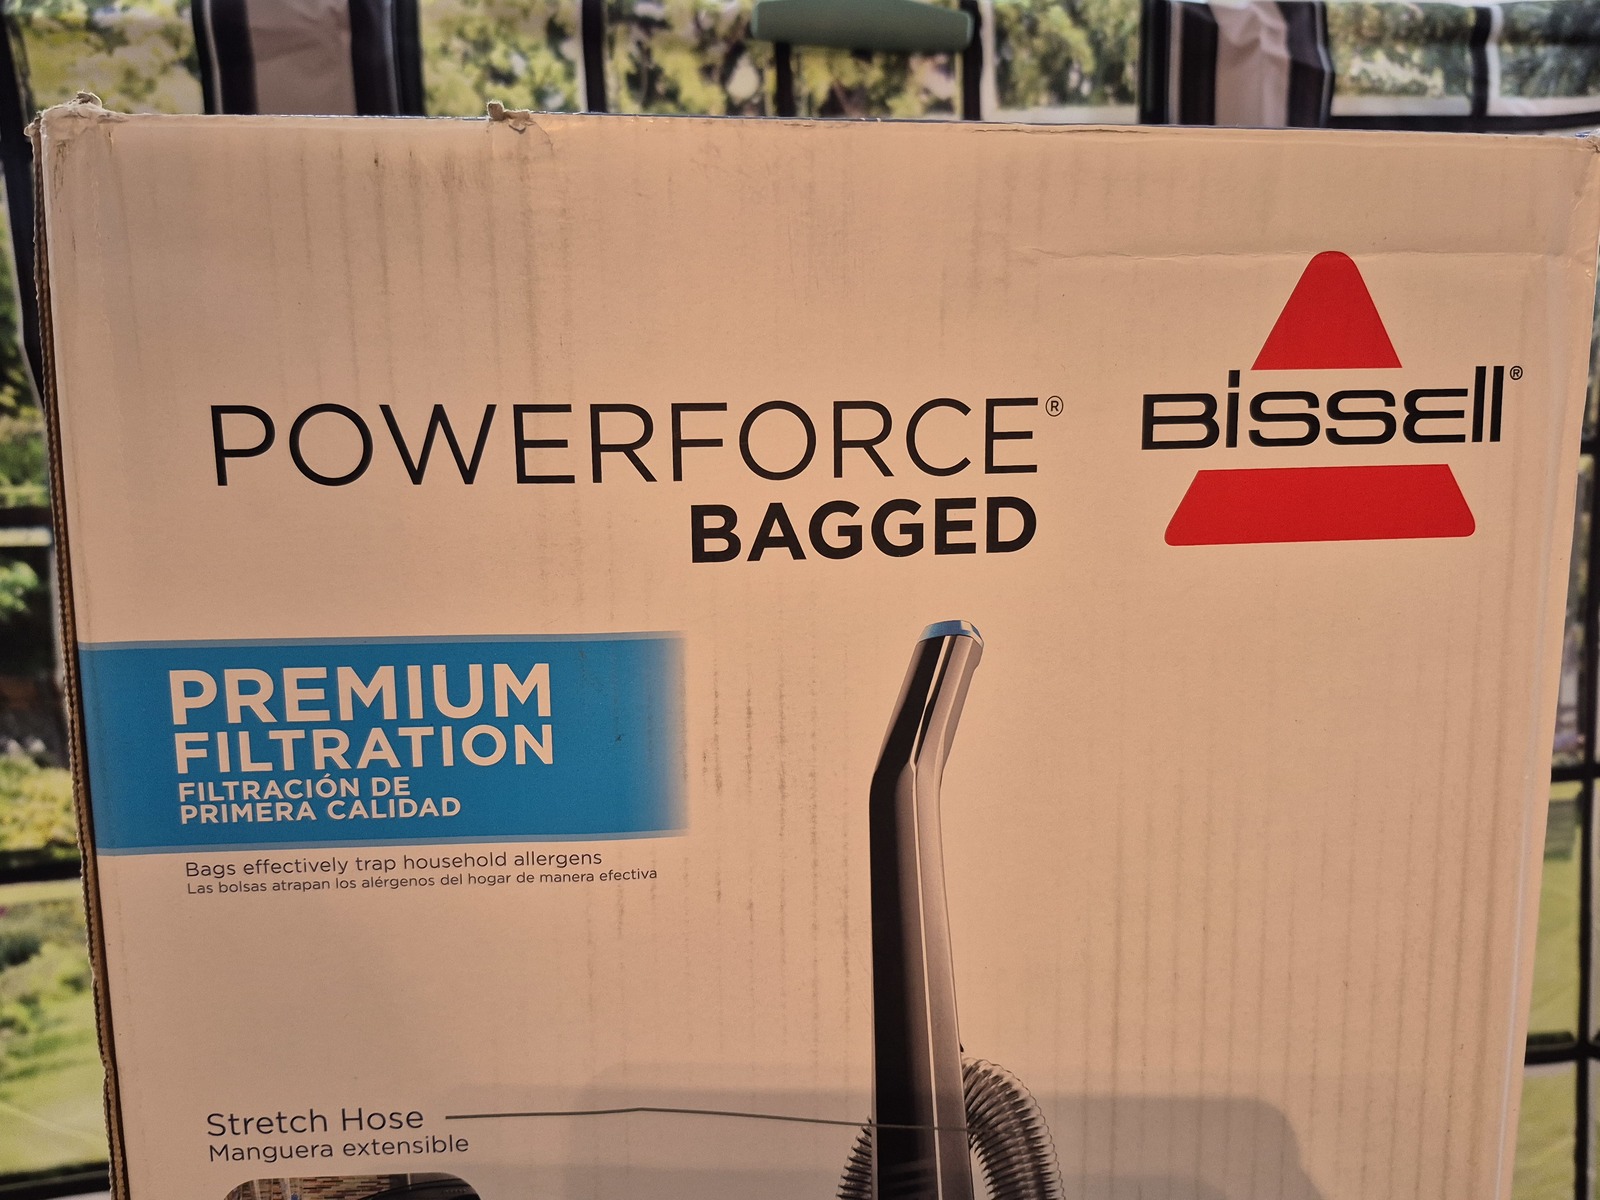 POWERFORCE®
BAGGED
BISSELL®
PREMIUM
FILTRATION
FILTRACIÓN DE
PRIMERA CALIDAD
Bags effectively trap household allergens
Las bolsas atrapan los alérgenos del hogar de manera efectiva
Stretch Hose
Manguera extensible